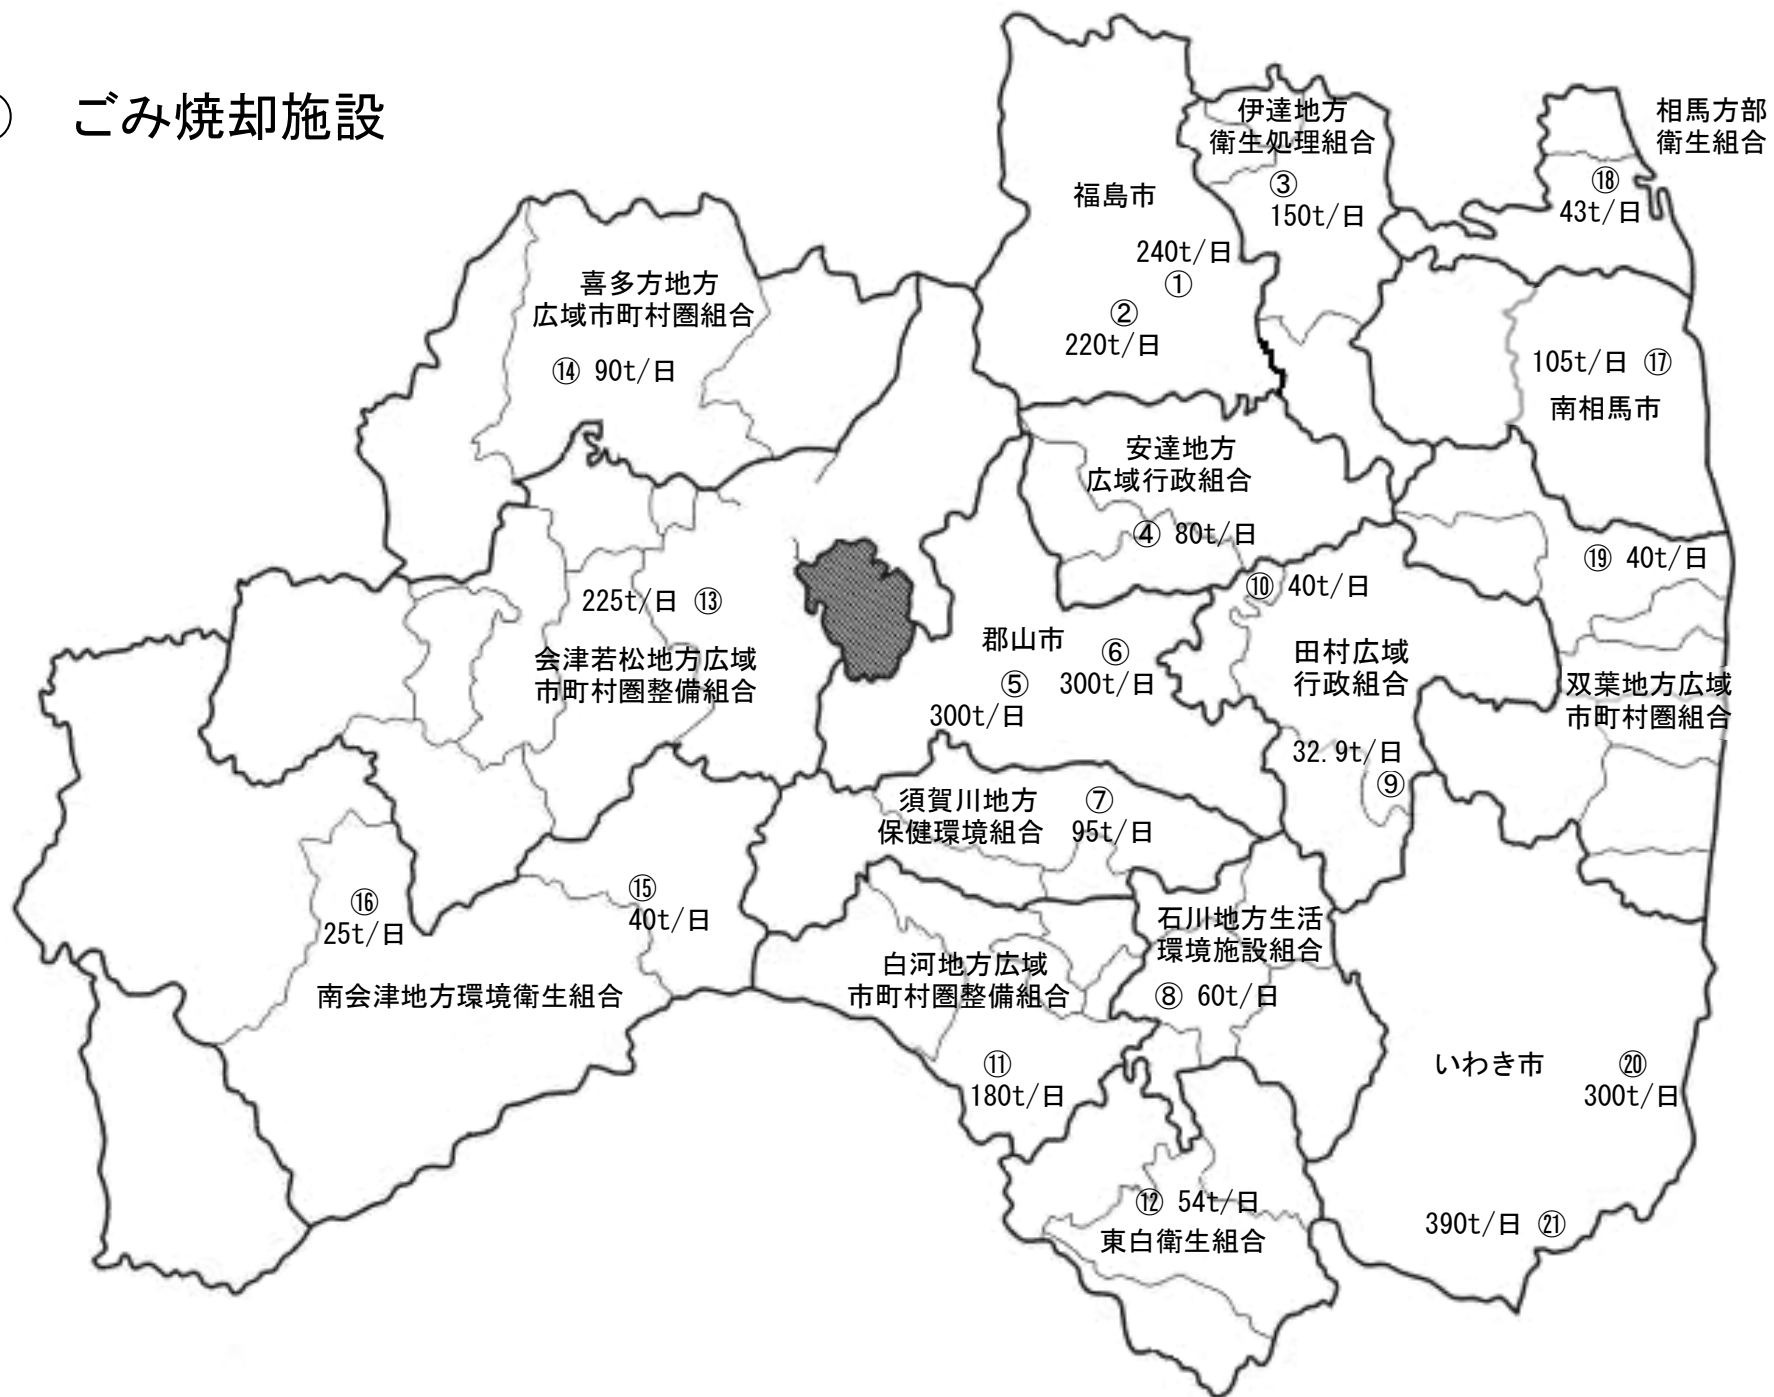 ごみ焼却施設
伊達地方
衛生処理組合
③
150t/日
相馬方部
衛生組合
⑱
43t/日
福島市
240t/日
①
②
220t/日
喜多方地方
広域市町村圏組合
⑭ 90t/日
105t/日 ⑰
南相馬市
安達地方
広域行政組合
④ 80t/日
⑲ 40t/日
⑩ 40t/日
225t/日 ⑬
会津若松地方広域
市町村圏整備組合
郡山市
⑥
300t/日
⑤
300t/日
田村広域
行政組合
32.9t/日
⑨
双葉地方広域
市町村圏組合
須賀川地方
保健環境組合
⑦
95t/日
⑮
40t/日
⑯
25t/日
南会津地方環境衛生組合
石川地方生活
環境施設組合
⑧ 60t/日
白河地方広域
市町村圏整備組合
⑪
180t/日
いわき市
⑳
300t/日
⑫ 54t/日
東白衛生組合
390t/日 ㉑